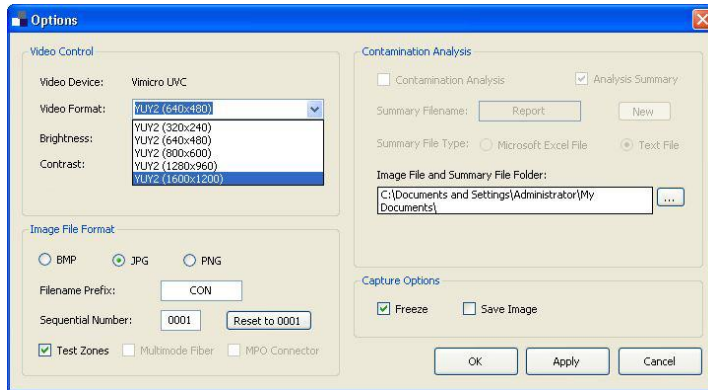 Options
Video Control
Video Device: Vimicro UVC
Video Format: YUY2 (640x480)
YUY2 (320x240)
YUY2 (640x480)
YUY2 (800x600)
YUY2 (1280x960)
YUY2 (1600x1200)
Brightness:
Contrast:
Image File Format
BMP JPG PNG
Filename Prefix: CON
Sequential Number: 0001 Reset to 0001
Test Zones Multimode Fiber MPO Connector
Contamination Analysis
Contamination Analysis Analysis Summary
Summary Filename: Report New
Summary File Type: Microsoft Excel File Text File
Image File and Summary File Folder:
C:\Documents and Settings\Administrator\My
Documents\
...
Capture Options
Freeze Save Image
OK Apply Cancel